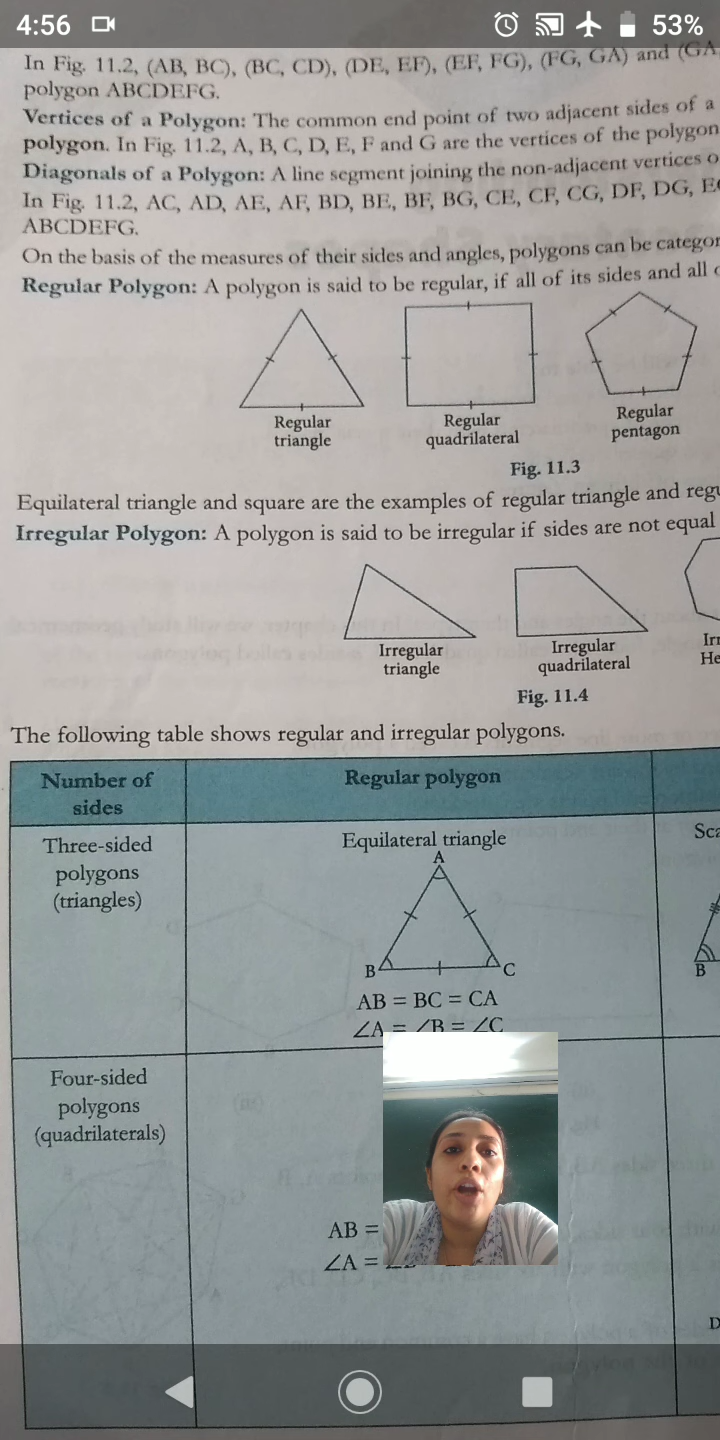 4:56
53%
In Fig. 11.2, (AB, BC), (BC, CD), (DE, EF), (EF, FG), (FG, GA) and (GA,
polygon ABCDEFG.
Vertices of a Polygon: The common end point of two adjacent sides of a
polygon. In Fig. 11.2, A, B, C, D, E, F and G are the vertices of the polygon
Diagonals of a Polygon: A line segment joining the non-adjacent vertices o
In Fig. 11.2, AC, AD, AE, AF, BD, BE, BF, BG, CE, CF, CG, DF, DG,
ABCDEFG.
On the basis of the measures of their sides and angles, polygons can be categor
Regular Polygon: A polygon is said to be regular, if all of its sides and all
Regular
triangle
Regular
quadrilateral
Regular
pentagon
Fig. 11.3
Equilateral triangle and square are the examples of regular triangle and regu
Irregular Polygon: A polygon is said to be irregular if sides are not equal
Irregular
triangle
Irregular
quadrilateral
Irr
He
Fig. 11.4
The following table shows regular and irregular polygons.
Number of
sides
Regular polygon
Three-sided
polygons
(triangles)
Equilateral triangle
A
B
C
AB = BC = CA
∠A = ∠B = ∠C
Sca
B
Four-sided
polygons
(quadrilaterals)
AB =
∠A =
D